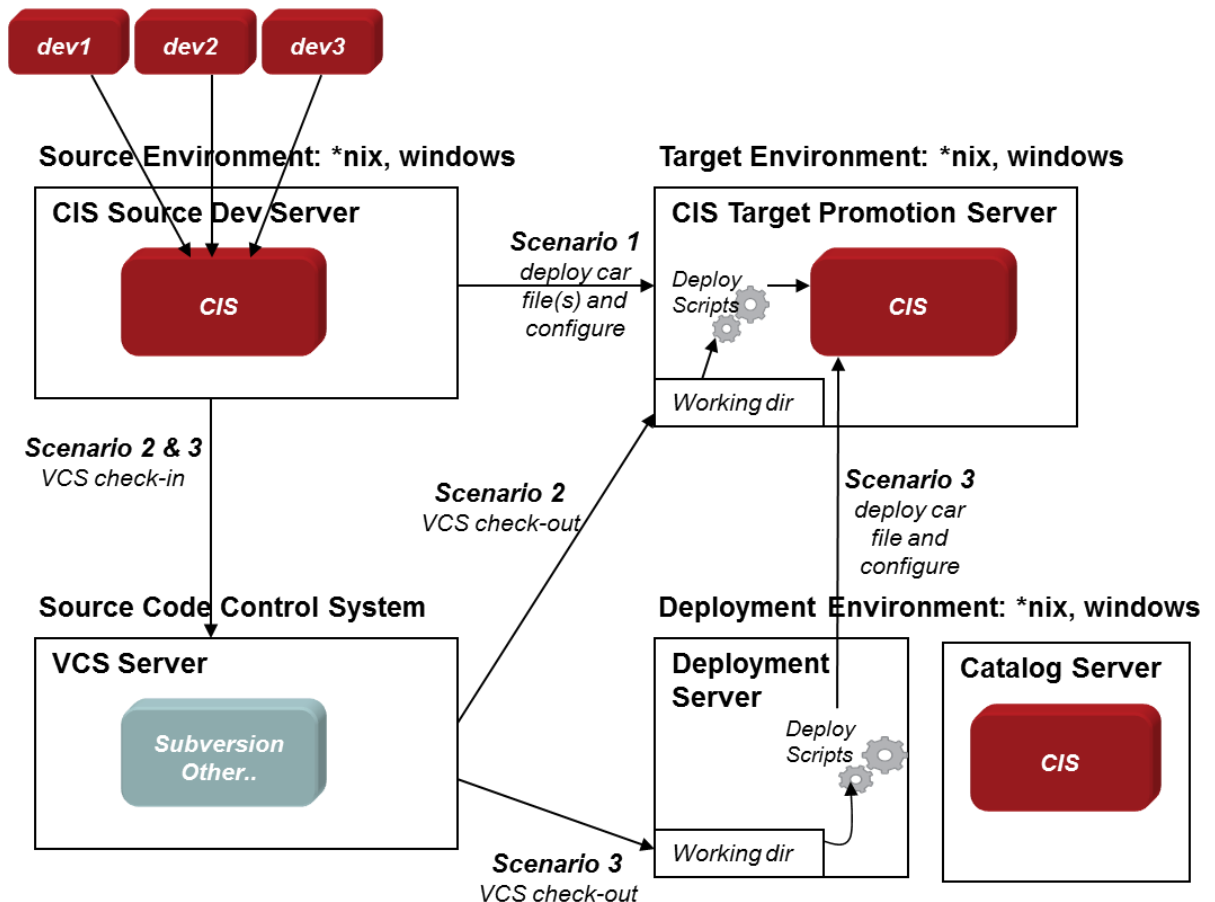 dev1
dev2
dev3
Source Environment: *nix, windows
CIS Source Dev Server
CIS
Scenario 1
deploy car
file(s) and
configure
Target Environment: *nix, windows
CIS Target Promotion Server
Deploy
Scripts
CIS
Working dir
Scenario 2 & 3
VCS check-in
Scenario 2
VCS check-out
Scenario 3
deploy car
file and
configure
Source Code Control System
VCS Server
Subversion
Other..
Scenario 3
VCS check-out
Deployment Environment: *nix, windows
Deployment
Server
Deploy
Scripts
Working dir
Catalog Server
CIS